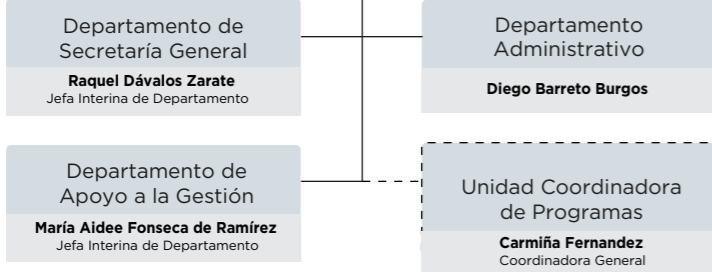 Departamento de
Secretaría General
Raquel Dávalos Zarate
Jefa Interina de Departamento
Departamento
Administrativo
Diego Barreto Burgos
Departamento de
Apoyo a la Gestión
María Aidee Fonseca de Ramírez
Jefa Interina de Departamento
Unidad Coordinadora
de Programas
Carmiña Fernandez
Coordinadora General